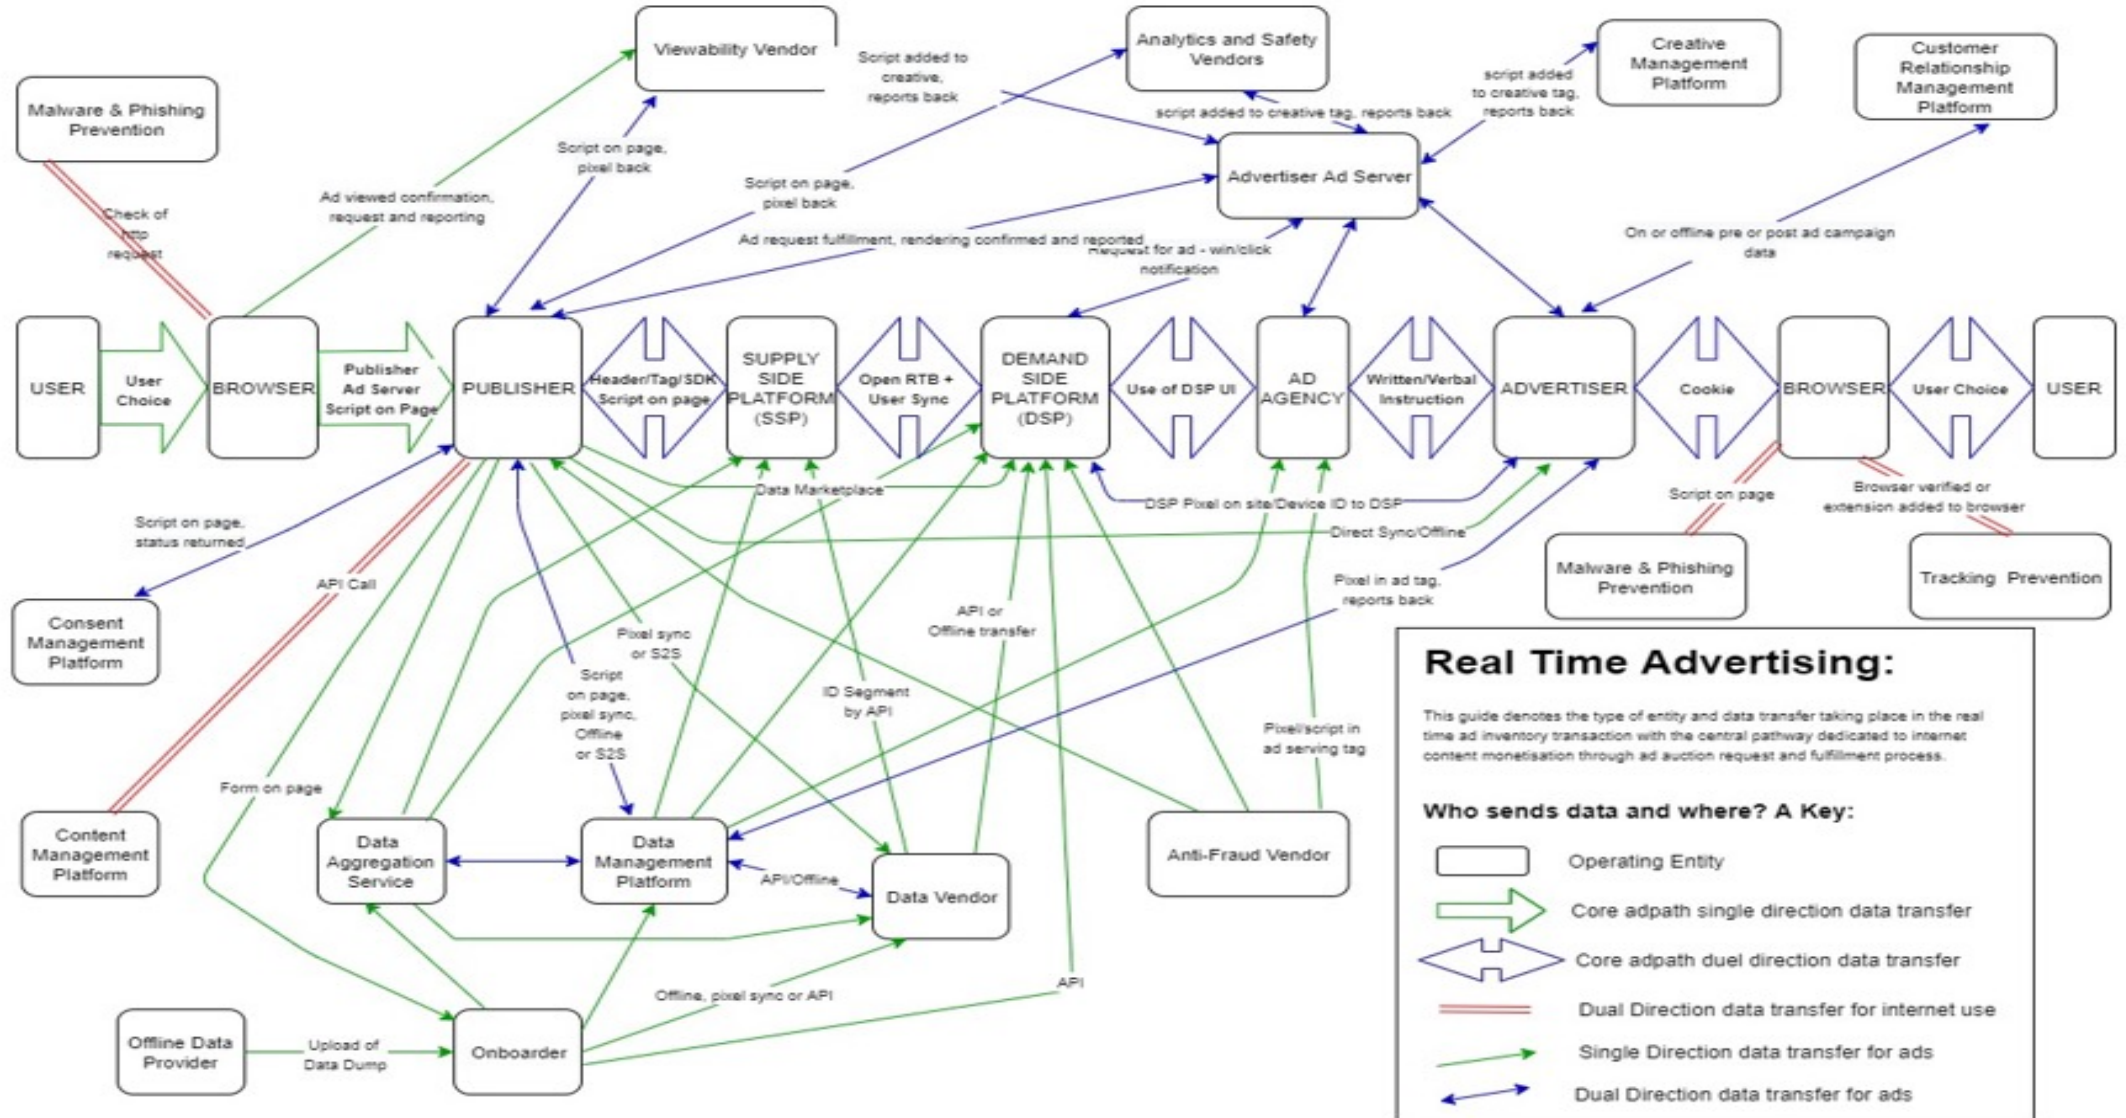 Viewability Vendor
Script added to
creative,
reports back
Analytics and Safety
Vendors
Creative
Management
Platform
Customer
Relationship
Management
Platform
Malware & Phishing
Prevention
script added
to creative tag,
reports back
script added to creative tag, reports back
Script on page,
pixel back
Script on page,
pixel back
Advertiser Ad Server
Check of
http
request
Ad viewed confirmation,
request and reporting
Ad request fulfillment, rendering confirmed and reported
Request for ad - win/click
notification
On or offline pre or post ad campaign
data
USER
User
Choice
BROWSER
Publisher
Ad Server
Script on Page
PUBLISHER
Header/Tag/SDK
Script on page
SUPPLY
SIDE
PLATFORM
(SSP)
Open RTB +
User Sync
DEMAND
SIDE
PLATFORM
(DSP)
Use of DSP UI
AD
AGENCY
Written/Verbal
Instruction
ADVERTISER
Cookie
BROWSER
User Choice
USER
Data Marketplace
DSP Pixel on site/Device ID to DSP
Direct Sync/Offline
Script on page
Browser verified or
extension added to browser
Script on page,
status returned
API Call
Pixel in ad tag,
reports back
Malware & Phishing
Prevention
Tracking Prevention
Consent
Management
Platform
Pixel sync
or S2S
API or
Offline transfer
Script
on page,
pixel sync,
Offline
or S2S
ID Segment
by API
Pixel/script in
ad serving tag
Form on page
Content
Management
Platform
Data
Aggregation
Service
Data
Management
Platform
API/Offline
Data Vendor
Anti-Fraud Vendor
Offline, pixel sync or API
API
Offline Data
Provider
Upload of
Data Dump
Onboarder
Real Time Advertising:
This guide denotes the type of entity and data transfer taking place in the real
time ad inventory transaction with the central pathway dedicated to internet
content monetisation through ad auction request and fulfillment process.
Who sends data and where? A Key:
Operating Entity
Core adpath single direction data transfer
Core adpath duel direction data transfer
Dual Direction data transfer for internet use
Single Direction data transfer for ads
Dual Direction data transfer for ads